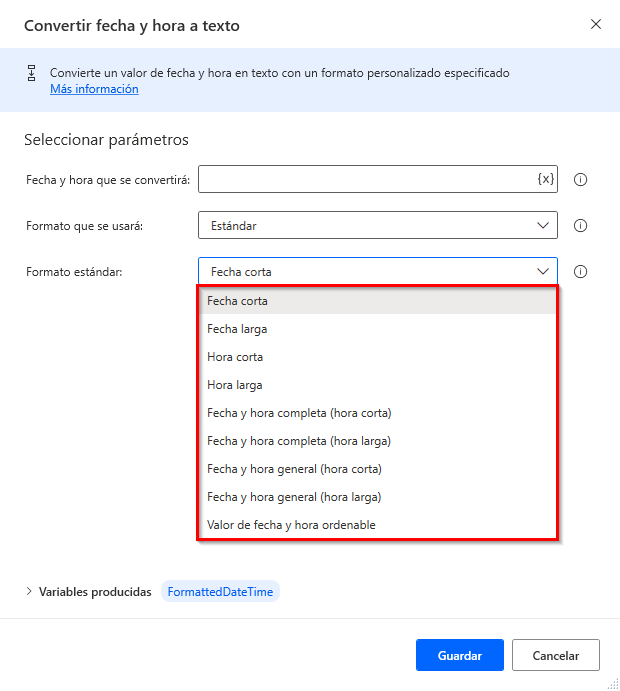 Convertir fecha y hora a texto
Convierte un valor de fecha y hora en texto con un formato personalizado especificado
Más información
Seleccionar parámetros
Fecha y hora que se convertirá: {x}
Formato que se usará: Estándar
Formato estándar: Fecha corta
Fecha corta
Fecha larga
Hora corta
Hora larga
Fecha y hora completa (hora corta)
Fecha y hora completa (hora larga)
Fecha y hora general (hora corta)
Fecha y hora general (hora larga)
Valor de fecha y hora ordenable
Variables producidas FormattedDateTime
Guardar Cancelar